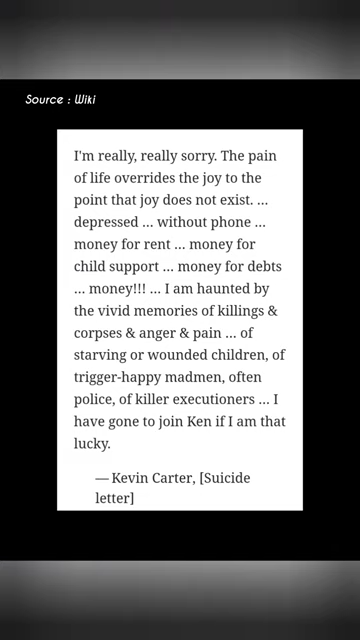 Source : Wiki
I'm really, really sorry. The pain
of life overrides the joy to the
point that joy does not exist. ...
depressed ... without phone ...
money for rent ... money for
child support ... money for debts
... money!!! ... I am haunted by
the vivid memories of killings &
corpses & anger & pain ... of
starving or wounded children, of
trigger-happy madmen, often
police, of killer executioners ... I
have gone to join Ken if I am that
lucky.
— Kevin Carter, [Suicide
letter]